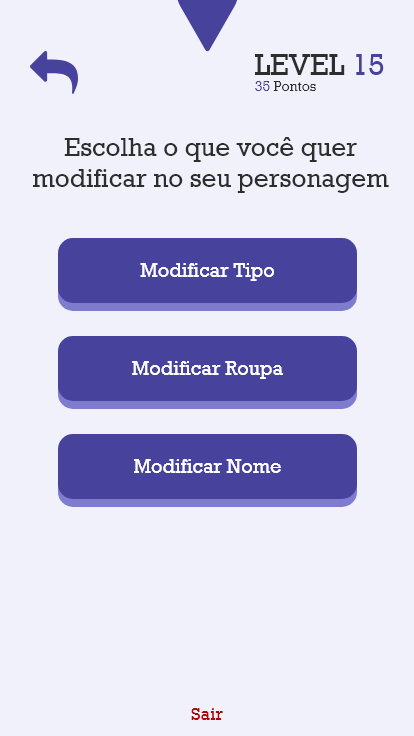 LEVEL 15
35 Pontos
Escolha o que você quer
modificar no seu personagem
Modificar Tipo
Modificar Roupa
Modificar Nome
Sair